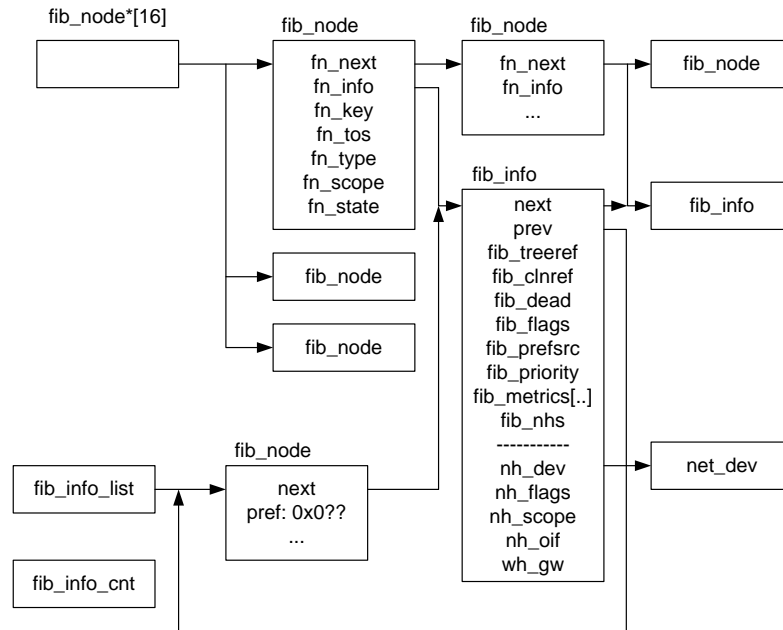 fib_node*[16]
fib_node
fn_next
fn_info
fn_key
fn_tos
fn_type
fn_scope
fn_state
fib_node
fn_next
fn_info
...
fib_node
fib_info
next
prev
fib_treeref
fib_clnref
fib_dead
fib_flags
fib_prefsrc
fib_priority
fib_metrics[..]
fib_nhs
-----------
nh_dev
nh_flags
nh_scope
nh_oif
wh_gw
fib_info
fib_node
fib_node
fib_node
next
pref: 0x0??
...
fib_info_list
net_dev
fib_info_cnt